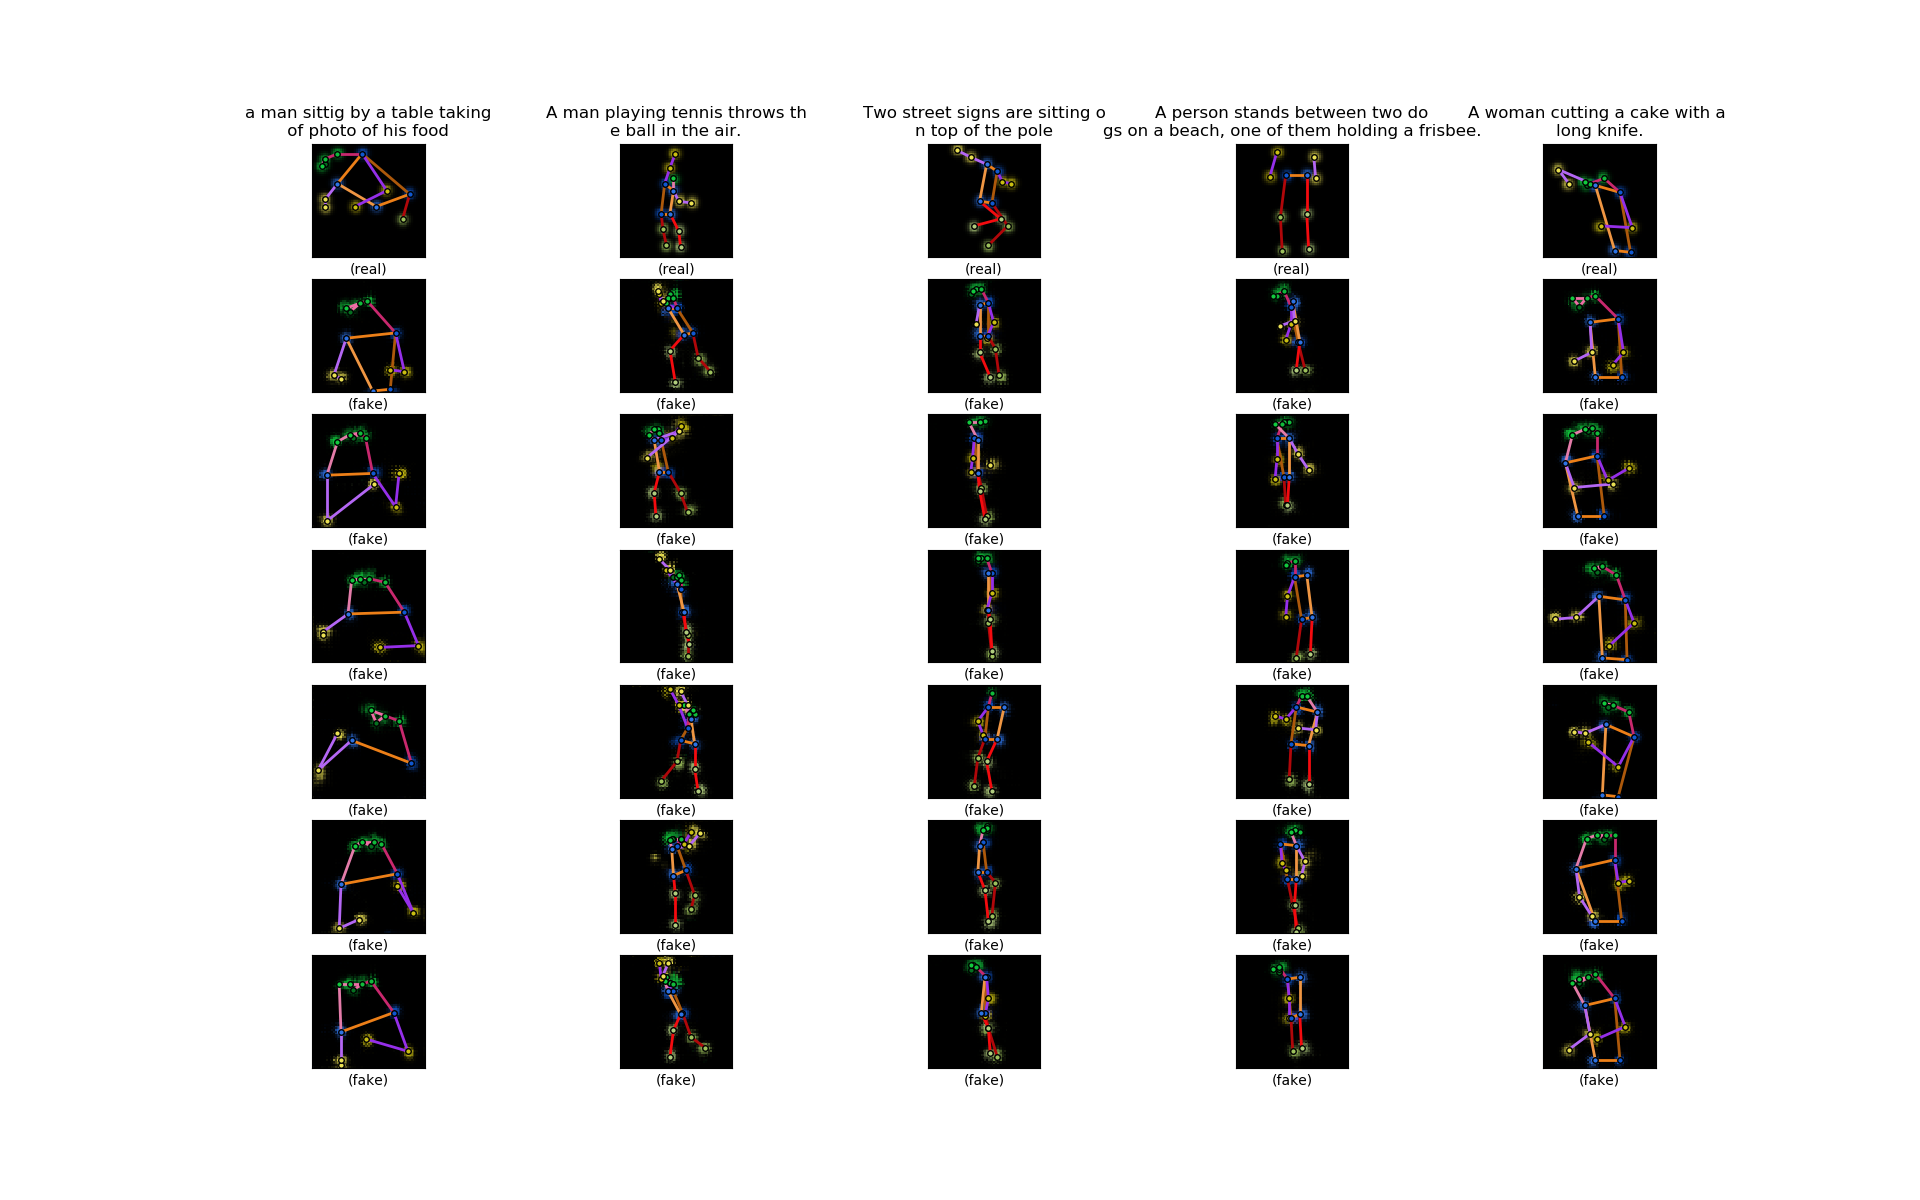 a man sittig by a table taking
of photo of his food
A man playing tennis throws th
e ball in the air.
Two street signs are sitting o
n top of the pole
A person stands between two do
gs on a beach, one of them holding a frisbee.
A woman cutting a cake with a
long knife.
(real) (real) (real) (real) (real)
(fake) (fake) (fake) (fake) (fake)
(fake) (fake) (fake) (fake) (fake)
(fake) (fake) (fake) (fake) (fake)
(fake) (fake) (fake) (fake) (fake)
(fake) (fake) (fake) (fake) (fake)
(fake) (fake) (fake) (fake) (fake)